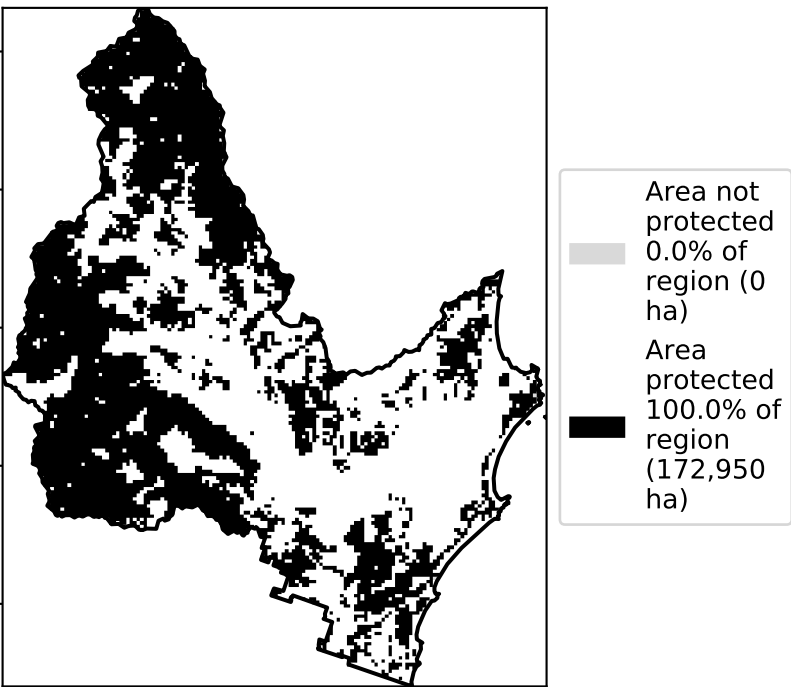 Area not
protected
0.0% of
region (0
ha)
Area
protected
100.0% of
region
(172,950
ha)